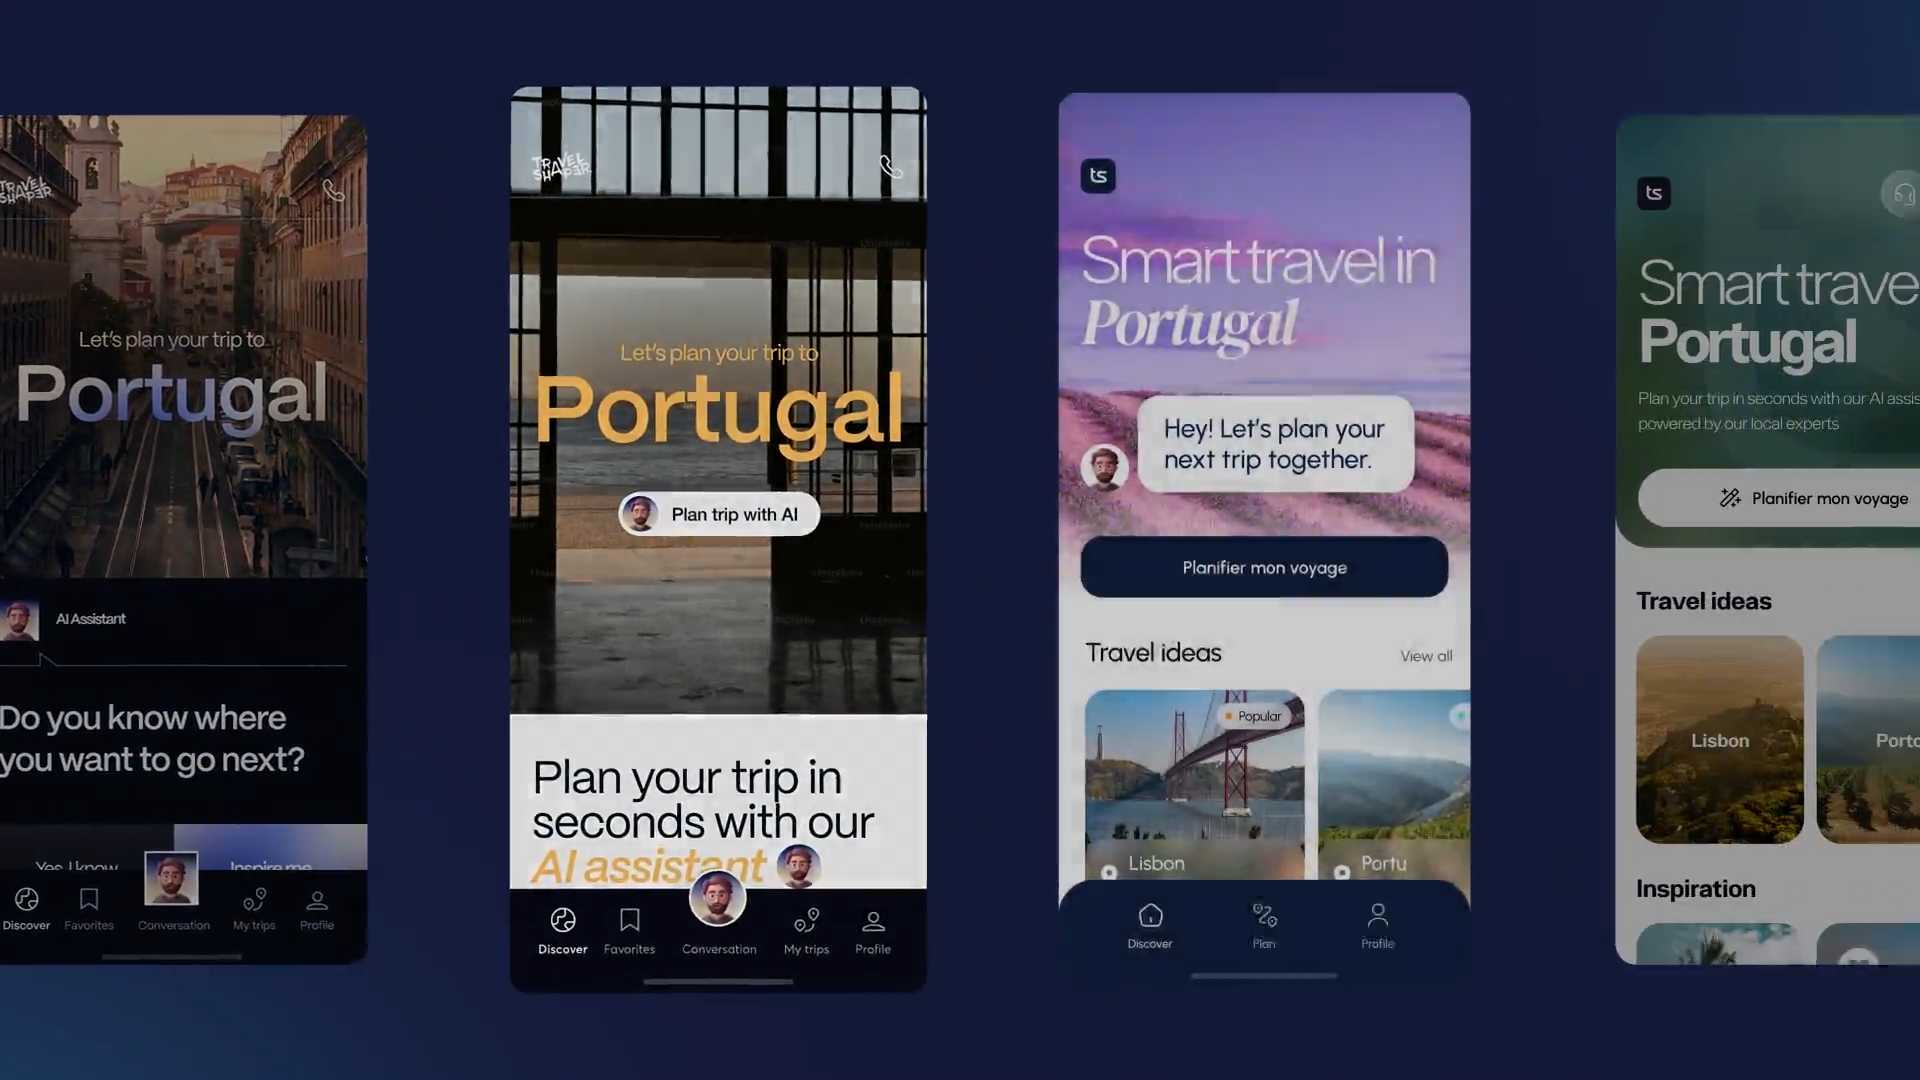 TRAVEL
SHAPER
Let's plan your trip to
Portugal
AI Assistant
Do you know where
you want to go next?
Yes, I know
Inspire me
Discover
Favorites
Conversation
My trips
Profile
TRAVEL
SHAPER
Let's plan your trip to
Portugal
Plan trip with AI
Plan your trip in
seconds with our
AI assistant
Discover
Favorites
Conversation
My trips
Profile
ts
Smart travel in
Portugal
Hey! Let's plan your
next trip together.
Planifier mon voyage
Travel ideas
View all
Popular
Lisbon
Portu
Discover
Plan
Profile
ts
Smart trave
Portugal
Plan your trip in seconds with our AI assis
powered by our local experts
Planifier mon voyage
Travel ideas
Lisbon
Porto
Inspiration